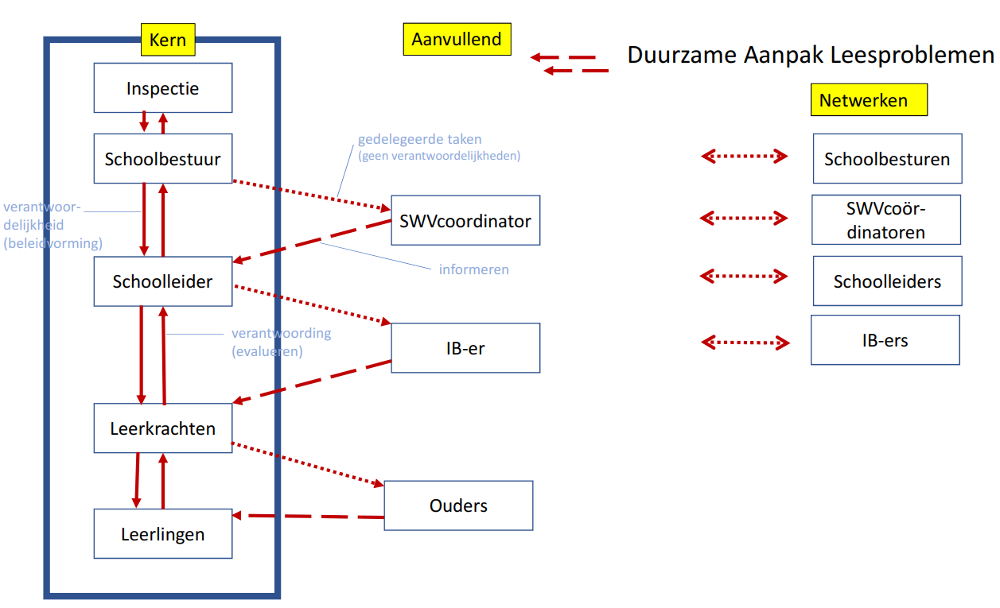 Kern
Aanvullend
Duurzame Aanpak Leesproblemen
Inspectie
Netwerken
Schoolbestuur
gedelegeerde taken
(geen verantwoordelijkheden)
Schoolbesturen
verantwoor-
delijkheid
(beleidvorming)
SWVcoordinator
SWVcoör-
dinatoren
informeren
Schoolleider
Schoolleiders
verantwoording
(evalueren)
IB-er
IB-ers
Leerkrachten
Ouders
Leerlingen